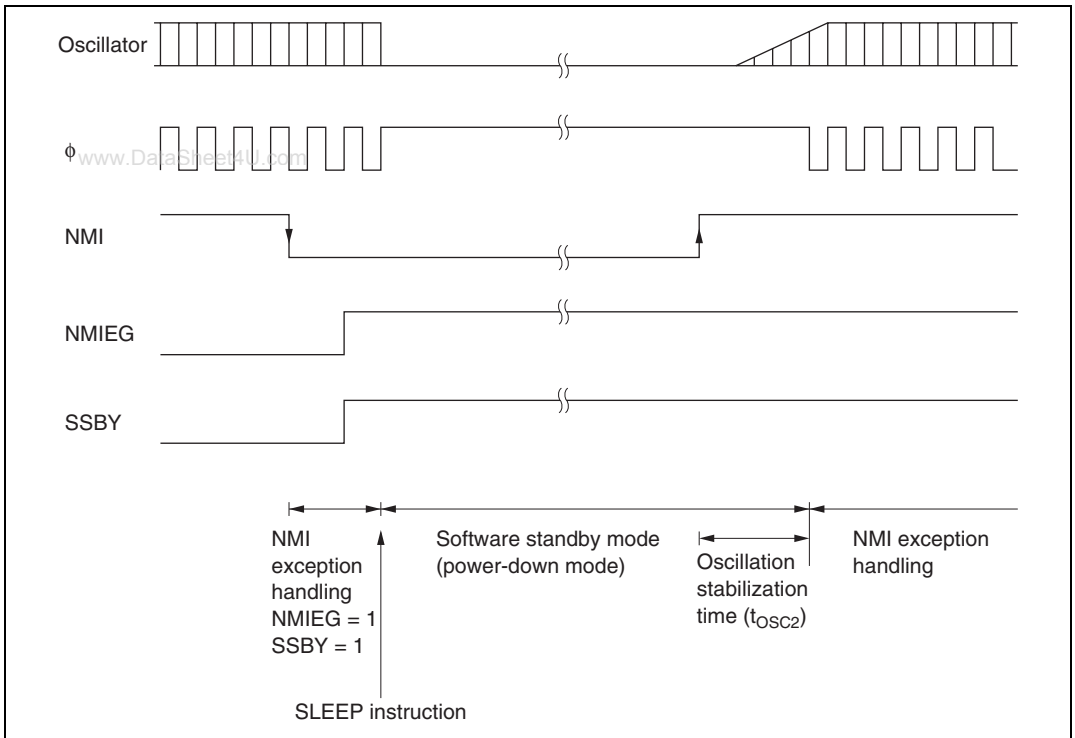 Oscillator
ϕ
www.DataSheet4U.com
NMI
NMIEG
SSBY
NMI
exception
handling
NMIEG = 1
SSBY = 1
Software standby mode
(power-down mode)
Oscillation
stabilization
time (tOSC2)
NMI exception
handling
SLEEP instruction